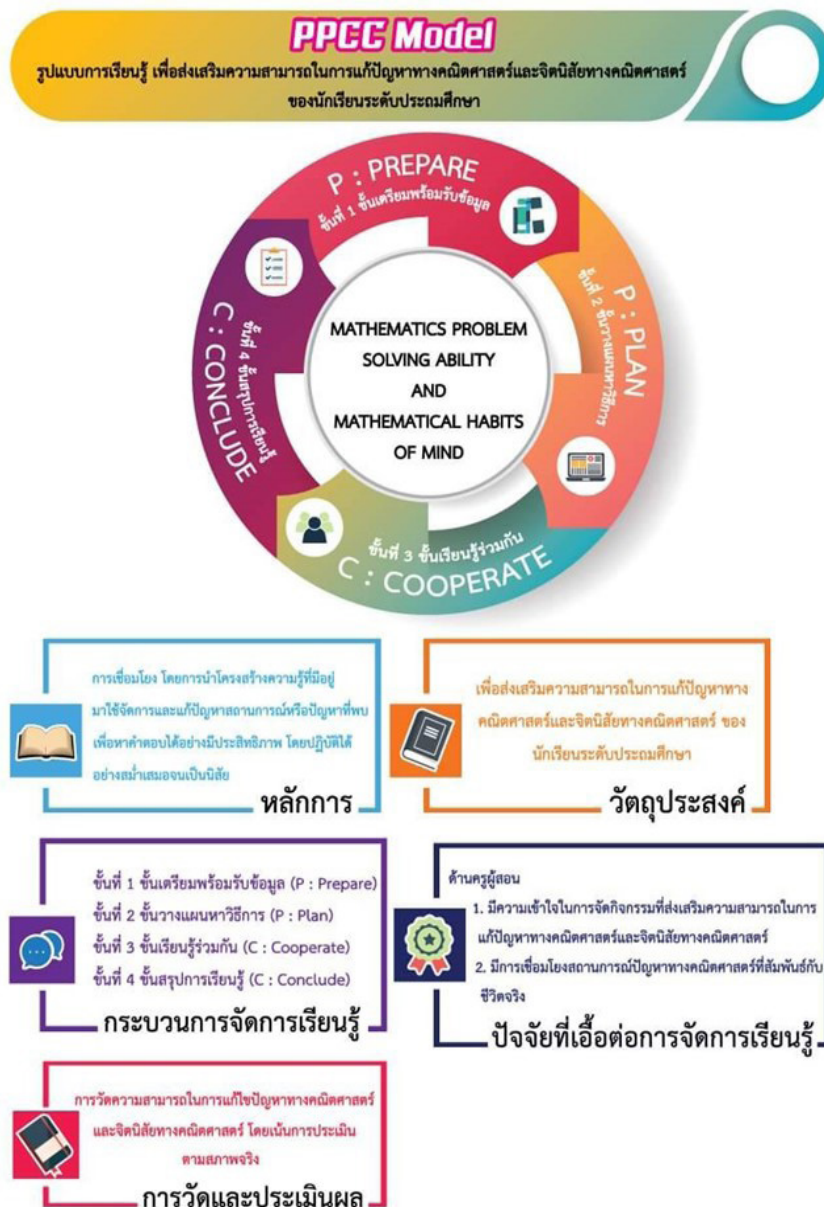 PPCC Model
รูปแบบการเรียนรู้ เพื่อส่งเสริมความสามารถในการแก้ปัญหาทางคณิตศาสตร์และจิตนิสัยทางคณิตศาสตร์
ของนักเรียนระดับประถมศึกษา
P : PREPARE
ขั้นที่ 1 ขั้นเตรียมพร้อมรับข้อมูล
P : PLAN
ขั้นที่ 2 ขั้นวางแผนหาวิธีการ
ขั้นที่ 3 ขั้นเรียนรู้ร่วมกัน
C : COOPERATE
C : CONCLUDE
ขั้นที่ 4 ขั้นสรุปการเรียนรู้
MATHEMATICS PROBLEM
SOLVING ABILITY
AND
MATHEMATICAL HABITS
OF MIND
การเชื่อมโยง โดยการนำโครงสร้างความรู้ที่มีอยู่
มาใช้จัดการและแก้ปัญหาสถานการณ์หรือปัญหาที่พบ
เพื่อหาคำตอบได้อย่างมีประสิทธิภาพ โดยปฏิบัติได้
อย่างสม่ำเสมอจนเป็นนิสัย
หลักการ
เพื่อส่งเสริมความสามารถในการแก้ปัญหาทาง
คณิตศาสตร์และจิตนิสัยทางคณิตศาสตร์ ของ
นักเรียนระดับประถมศึกษา
วัตถุประสงค์
ขั้นที่ 1 ขั้นเตรียมพร้อมรับข้อมูล (P : Prepare)
ขั้นที่ 2 ขั้นวางแผนหาวิธีการ (P : Plan)
ขั้นที่ 3 ขั้นเรียนรู้ร่วมกัน (C : Cooperate)
ขั้นที่ 4 ขั้นสรุปการเรียนรู้ (C : Conclude)
กระบวนการจัดการเรียนรู้
ด้านครูผู้สอน
1. มีความเข้าใจในการจัดกิจกรรมที่ส่งเสริมความสามารถในการ
แก้ปัญหาทางคณิตศาสตร์และจิตนิสัยทางคณิตศาสตร์
2. มีการเชื่อมโยงสถานการณ์ปัญหาทางคณิตศาสตร์ที่สัมพันธ์กับ
ชีวิตจริง
ปัจจัยที่เอื้อต่อการจัดการเรียนรู้
การวัดความสามารถในการแก้ไขปัญหาทางคณิตศาสตร์
และจิตนิสัยทางคณิตศาสตร์ โดยเน้นการประเมิน
ตามสภาพจริง
การวัดและประเมินผล